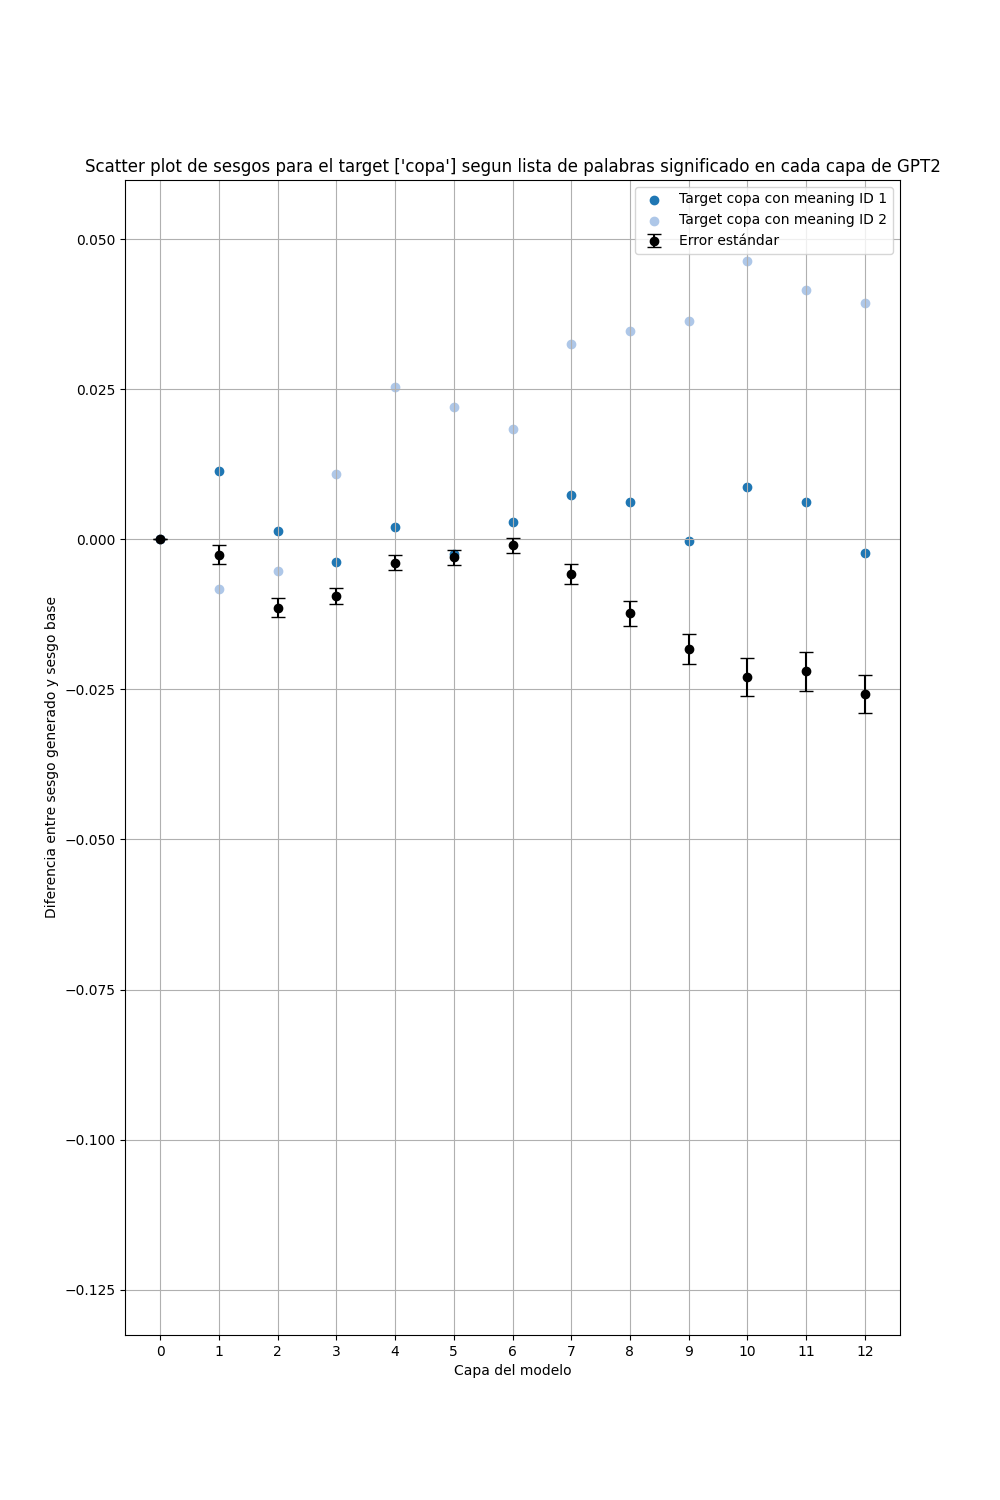 Scatter plot de sesgos para el target ['copa'] segun lista de palabras significado en cada capa de GPT2
Target copa con meaning ID 1
Target copa con meaning ID 2
Error estándar
0.050
0.025
0.000
−0.025
−0.050
−0.075
−0.100
−0.125
Diferencia entre sesgo generado y sesgo base
0 1 2 3 4 5 6 7 8 9 10 11 12
Capa del modelo